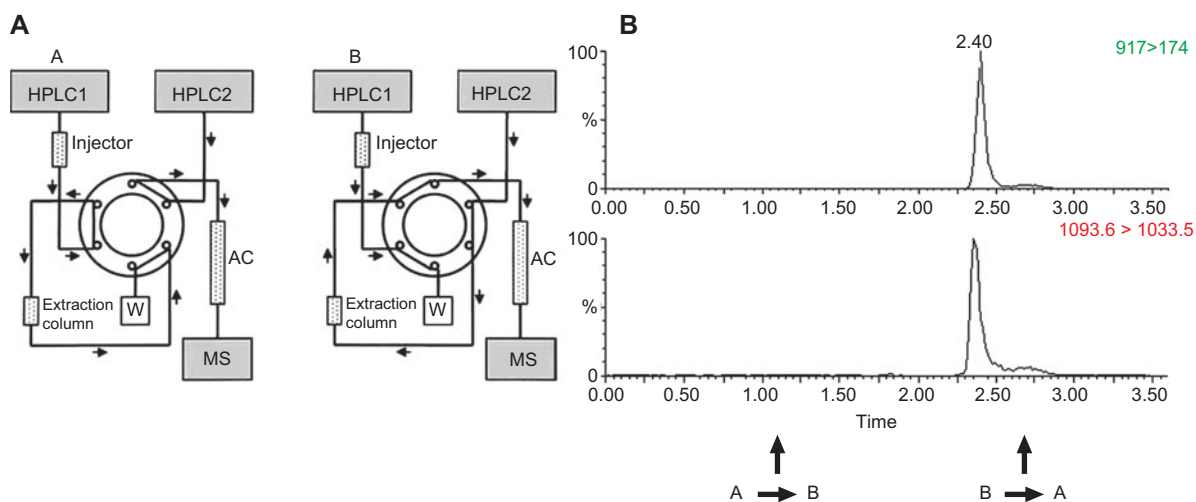 A
A
HPLC1
HPLC2
Injector
AC
Extraction
column
W
MS
B
HPLC1
HPLC2
Injector
AC
Extraction
column
W
MS
B
2.40
917>174
100
%
0
0.00 0.50 1.00 1.50 2.00 2.50 3.00 3.50
1093.6 > 1033.5
100
%
0
0.00 0.50 1.00 1.50 2.00 2.50 3.00 3.50
Time
A B
B A